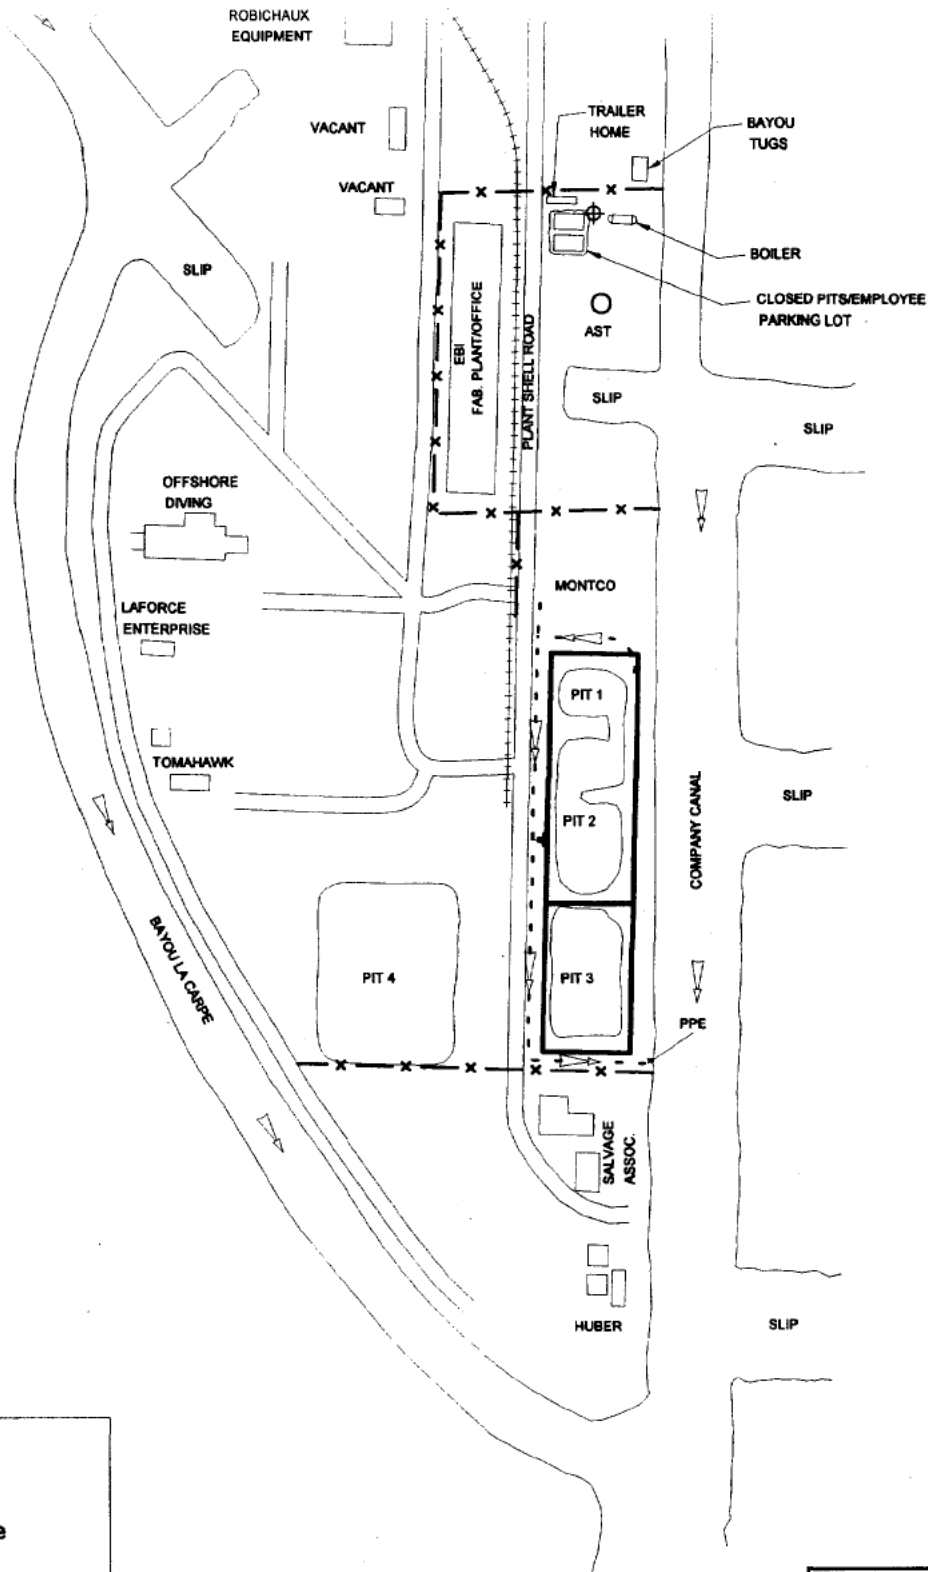 ROBICHAUX
EQUIPMENT
VACANT
TRAILER
HOME
BAYOU
TUGS
VACANT
SLIP
BOILER
CLOSED PITS/EMPLOYEE
PARKING LOT
AST
EBI
FAB. PLANT/OFFICE
PLANT SHELL ROAD
SLIP
SLIP
OFFSHORE
DIVING
MONTCO
LAFORCE
ENTERPRISE
PIT 1
TOMAHAWK
PIT 2
SLIP
COMPANY CANAL
BAYOU LA CARPE
PIT 4
PIT 3
PPE
SALVAGE
ASSOC.
HUBER
SLIP
e